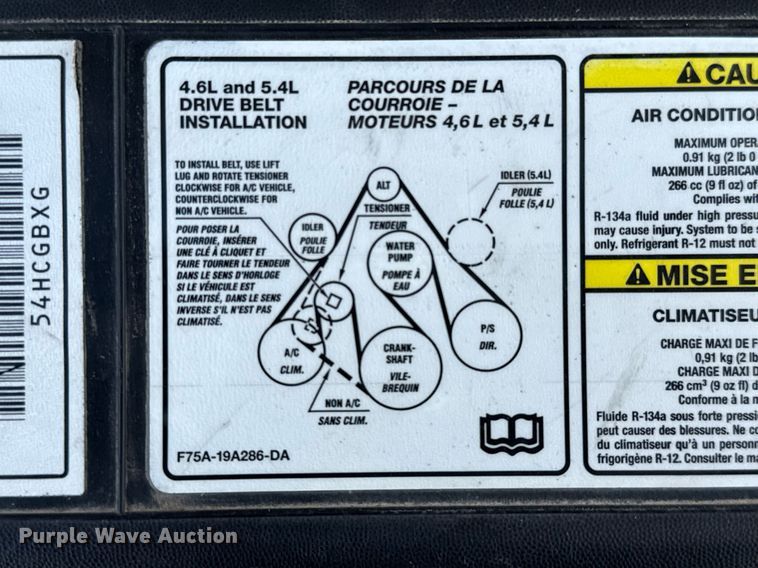 54HCGBXG
4.6L and 5.4L
DRIVE BELT
INSTALLATION
PARCOURS DE LA
COURROIE –
MOTEURS 4,6 L et 5,4 L
TO INSTALL BELT, USE LIFT
LUG AND ROTATE TENSIONER
CLOCKWISE FOR A/C VEHICLE,
COUNTERCLOCKWISE FOR
NON A/C VEHICLE.
POUR POSER LA
COURROIE, INSÉRER
UNE CLÉ À CLIQUET ET
FAIRE TOURNER LE TENDEUR
DANS LE SENS D'HORLOGE
SI LE VÉHICULE EST
CLIMATISÉ, DANS LE SENS
INVERSE S'IL N'EST PAS
CLIMATISÉ.
ALT
TENSIONER
TENDEUR
IDLER (5.4L)
POULIE
FOLLE (5,4 L)
IDLER
POULIE
FOLLE
WATER
PUMP
POMPE À
EAU
P/S
DIR.
A/C
CLIM.
CRANK-
SHAFT
VILE-
BREQUIN
NON A/C
SANS CLIM.
F75A-19A286-DA
CAU
AIR CONDITION
MAXIMUM OPERA
0.91 kg (2 lb 0
MAXIMUM LUBRICAN
266 cc (9 fl oz) of
Complies wit
R-134a fluid under high pressu
may cause injury. System to be s
only. Refrigerant R-12 must not
MISE E
CLIMATISEU
CHARGE MAXI DE F
0,91 kg (2 lb
CHARGE MAXI D
266 cm³ (9 oz fl) d
Conforme à la n
Fluide R-134a sous forte pressi
peut causer des blessures. Ne co
du climatiseur qu'à un personn
frigorigène R-12. Consulter le ma
Purple Wave Auction